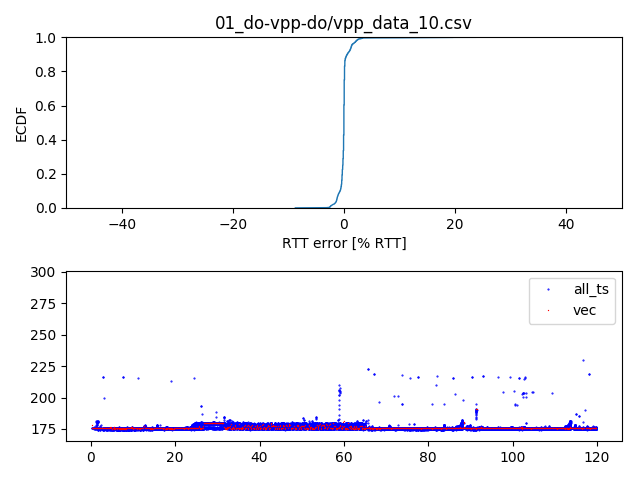 01_do-vpp-do/vpp_data_10.csv
1.0
0.8
0.6
0.4
0.2
0.0
ECDF
−40 −20 0 20 40
RTT error [% RTT]
300
275
250
225
200
175
all_ts
vec
0 20 40 60 80 100 120